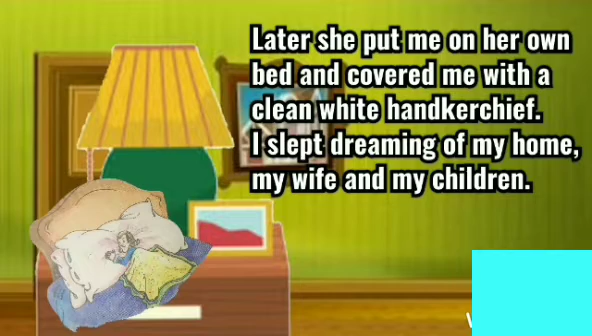 Later she put me on her own
bed and covered me with a
clean white handkerchief.
I slept dreaming of my home,
my wife and my children.